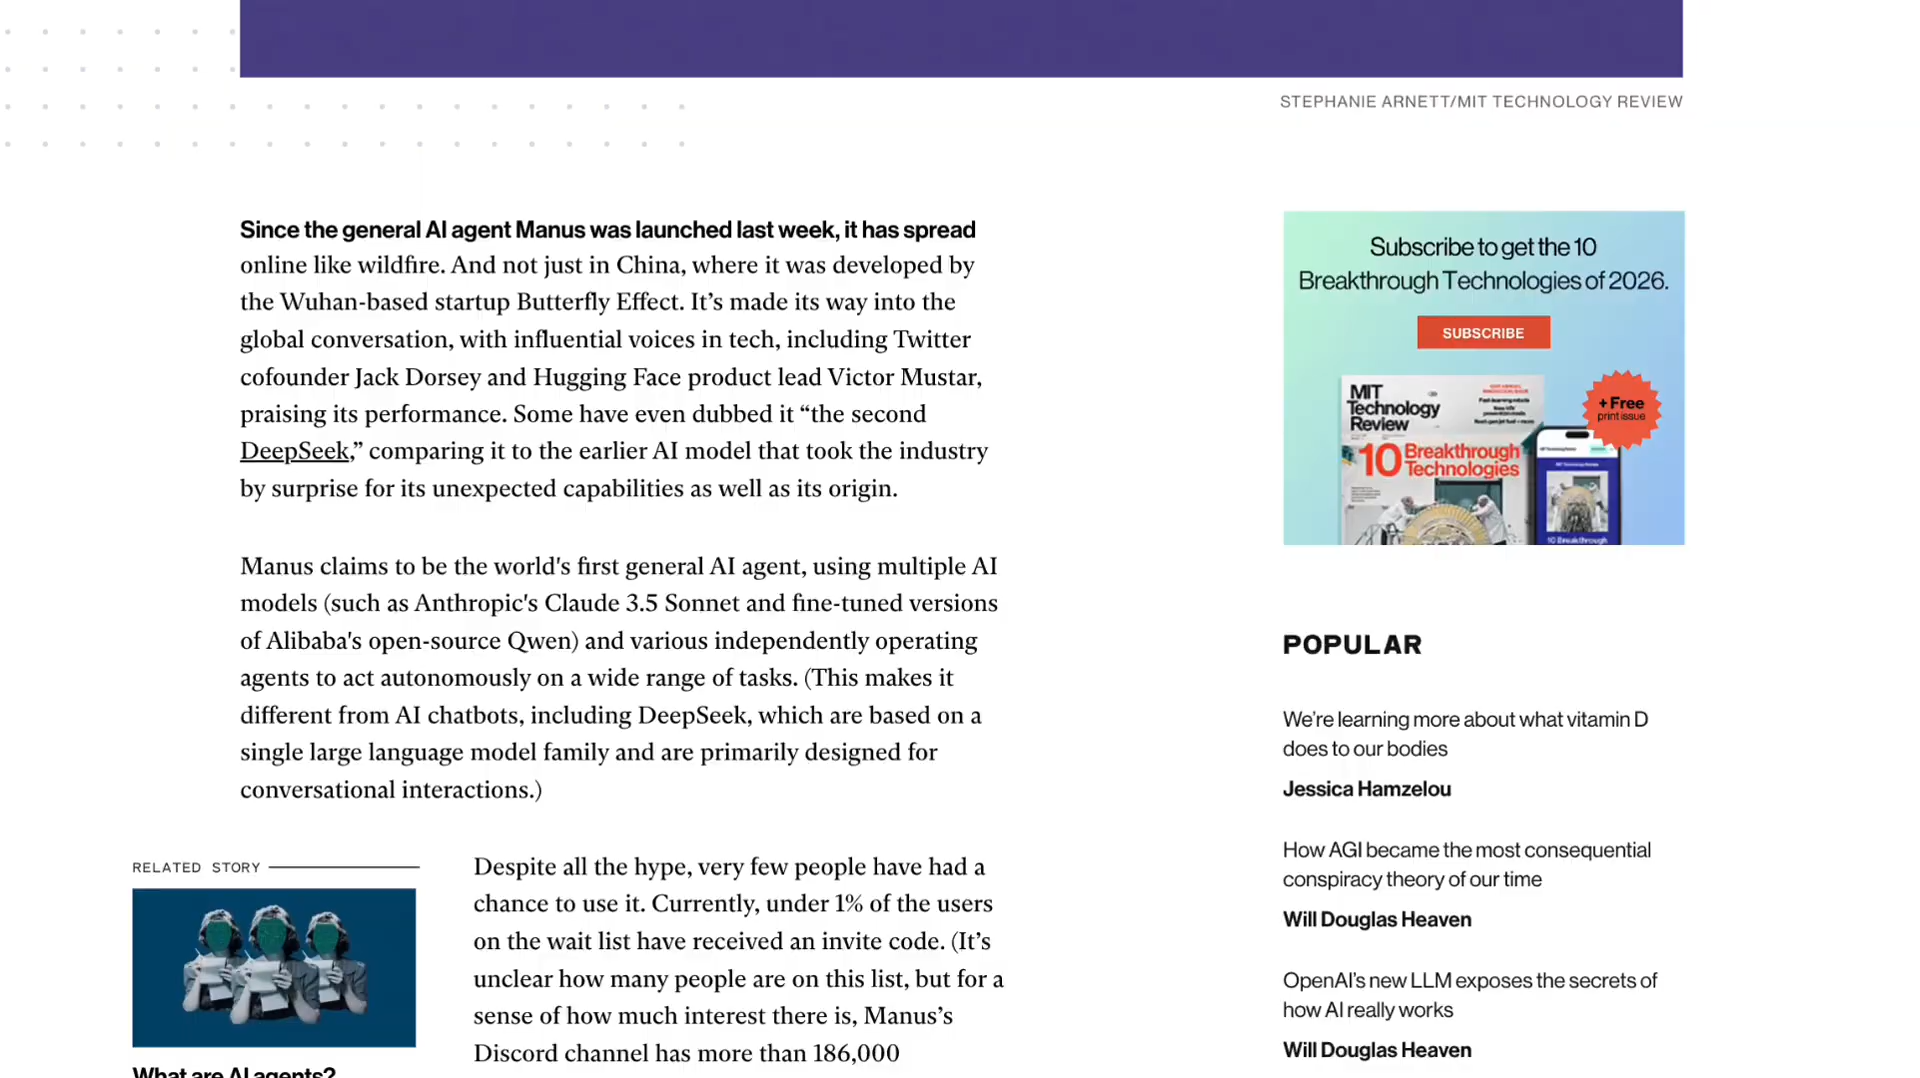 STEPHANIE ARNETT/MIT TECHNOLOGY REVIEW
Since the general AI agent Manus was launched last week, it has spread
online like wildfire. And not just in China, where it was developed by
the Wuhan-based startup Butterfly Effect. It’s made its way into the
global conversation, with influential voices in tech, including Twitter
cofounder Jack Dorsey and Hugging Face product lead Victor Mustar,
praising its performance. Some have even dubbed it “the second
DeepSeek,” comparing it to the earlier AI model that took the industry
by surprise for its unexpected capabilities as well as its origin.
Manus claims to be the world's first general AI agent, using multiple AI
models (such as Anthropic's Claude 3.5 Sonnet and fine-tuned versions
of Alibaba's open-source Qwen) and various independently operating
agents to act autonomously on a wide range of tasks. (This makes it
different from AI chatbots, including DeepSeek, which are based on a
single large language model family and are primarily designed for
conversational interactions.)
RELATED STORY
What are AI agents?
Despite all the hype, very few people have had a
chance to use it. Currently, under 1% of the users
on the wait list have received an invite code. (It’s
unclear how many people are on this list, but for a
sense of how much interest there is, Manus’s
Discord channel has more than 186,000
Subscribe to get the 10
Breakthrough Technologies of 2026.
SUBSCRIBE
+ Free
print issue
MIT
Technology
Review
10 Breakthrough
Technologies
10 Breakthrough
POPULAR
We’re learning more about what vitamin D
does to our bodies
Jessica Hamzelou
How AGI became the most consequential
conspiracy theory of our time
Will Douglas Heaven
OpenAI’s new LLM exposes the secrets of
how AI really works
Will Douglas Heaven